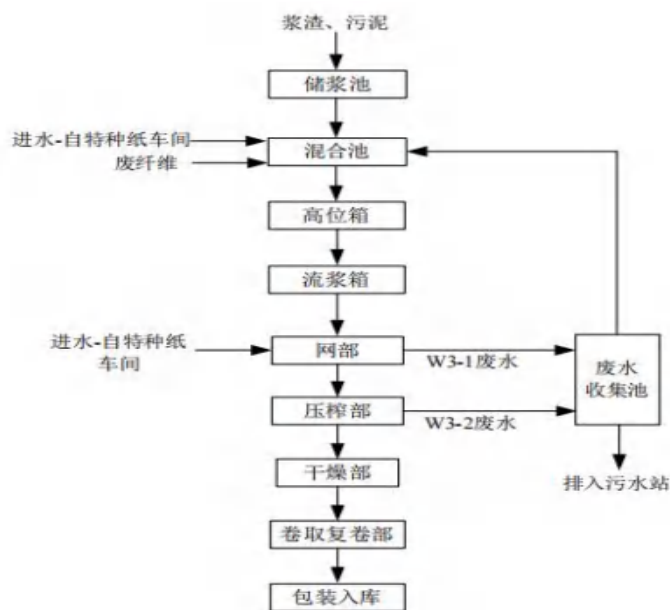 浆渣、污泥
储浆池
进水-自特种纸车间
废纤维
混合池
高位箱
流浆箱
进水-自特种纸
车间
网部
W3-1废水
废水
收集池
压榨部
W3-2废水
干燥部
排入污水站
卷取复卷部
包装入库